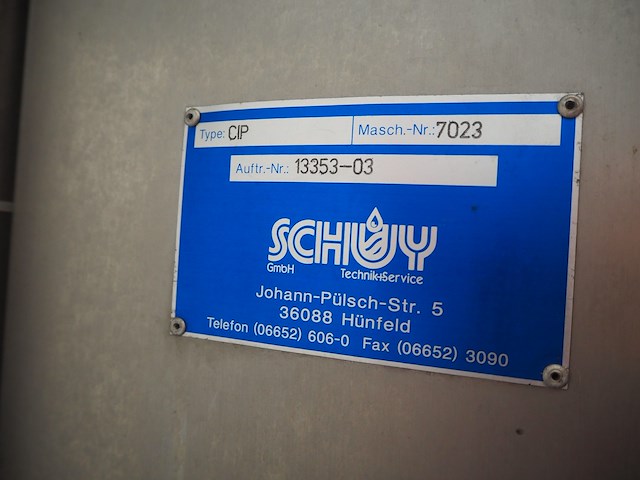 Type: CIP Masch.-Nr.: 7023
Auftr.-Nr.: 13353-03
SCHUY
GmbH Technik+Service
Johann-Pülsch-Str. 5
36088 Hünfeld
Telefon (06652) 606-0 Fax (06652) 3090